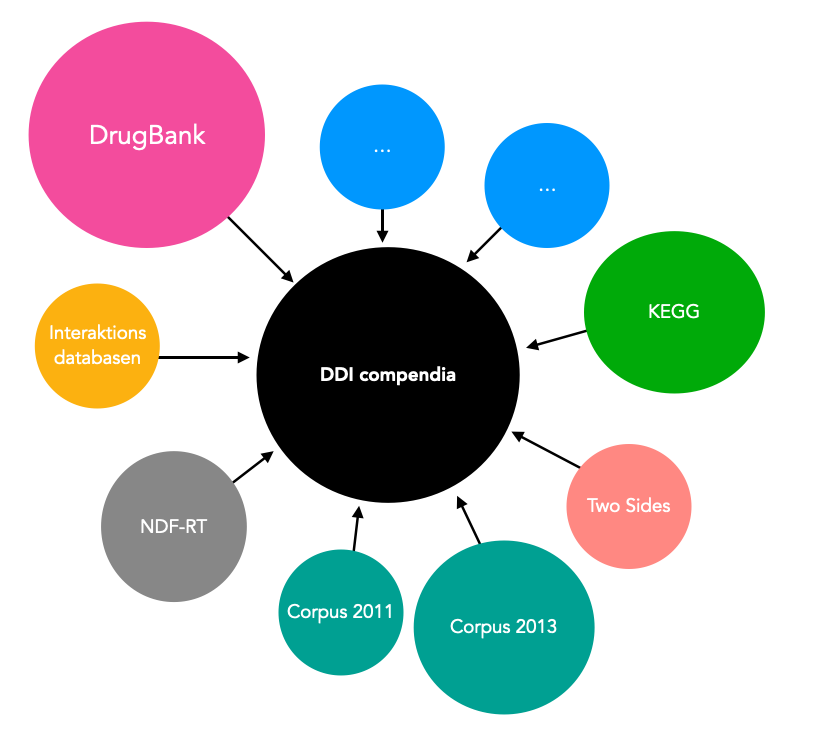 DrugBank
...
...
KEGG
Interaktions
databasen
DDI compendia
Two Sides
NDF-RT
Corpus 2011
Corpus 2013